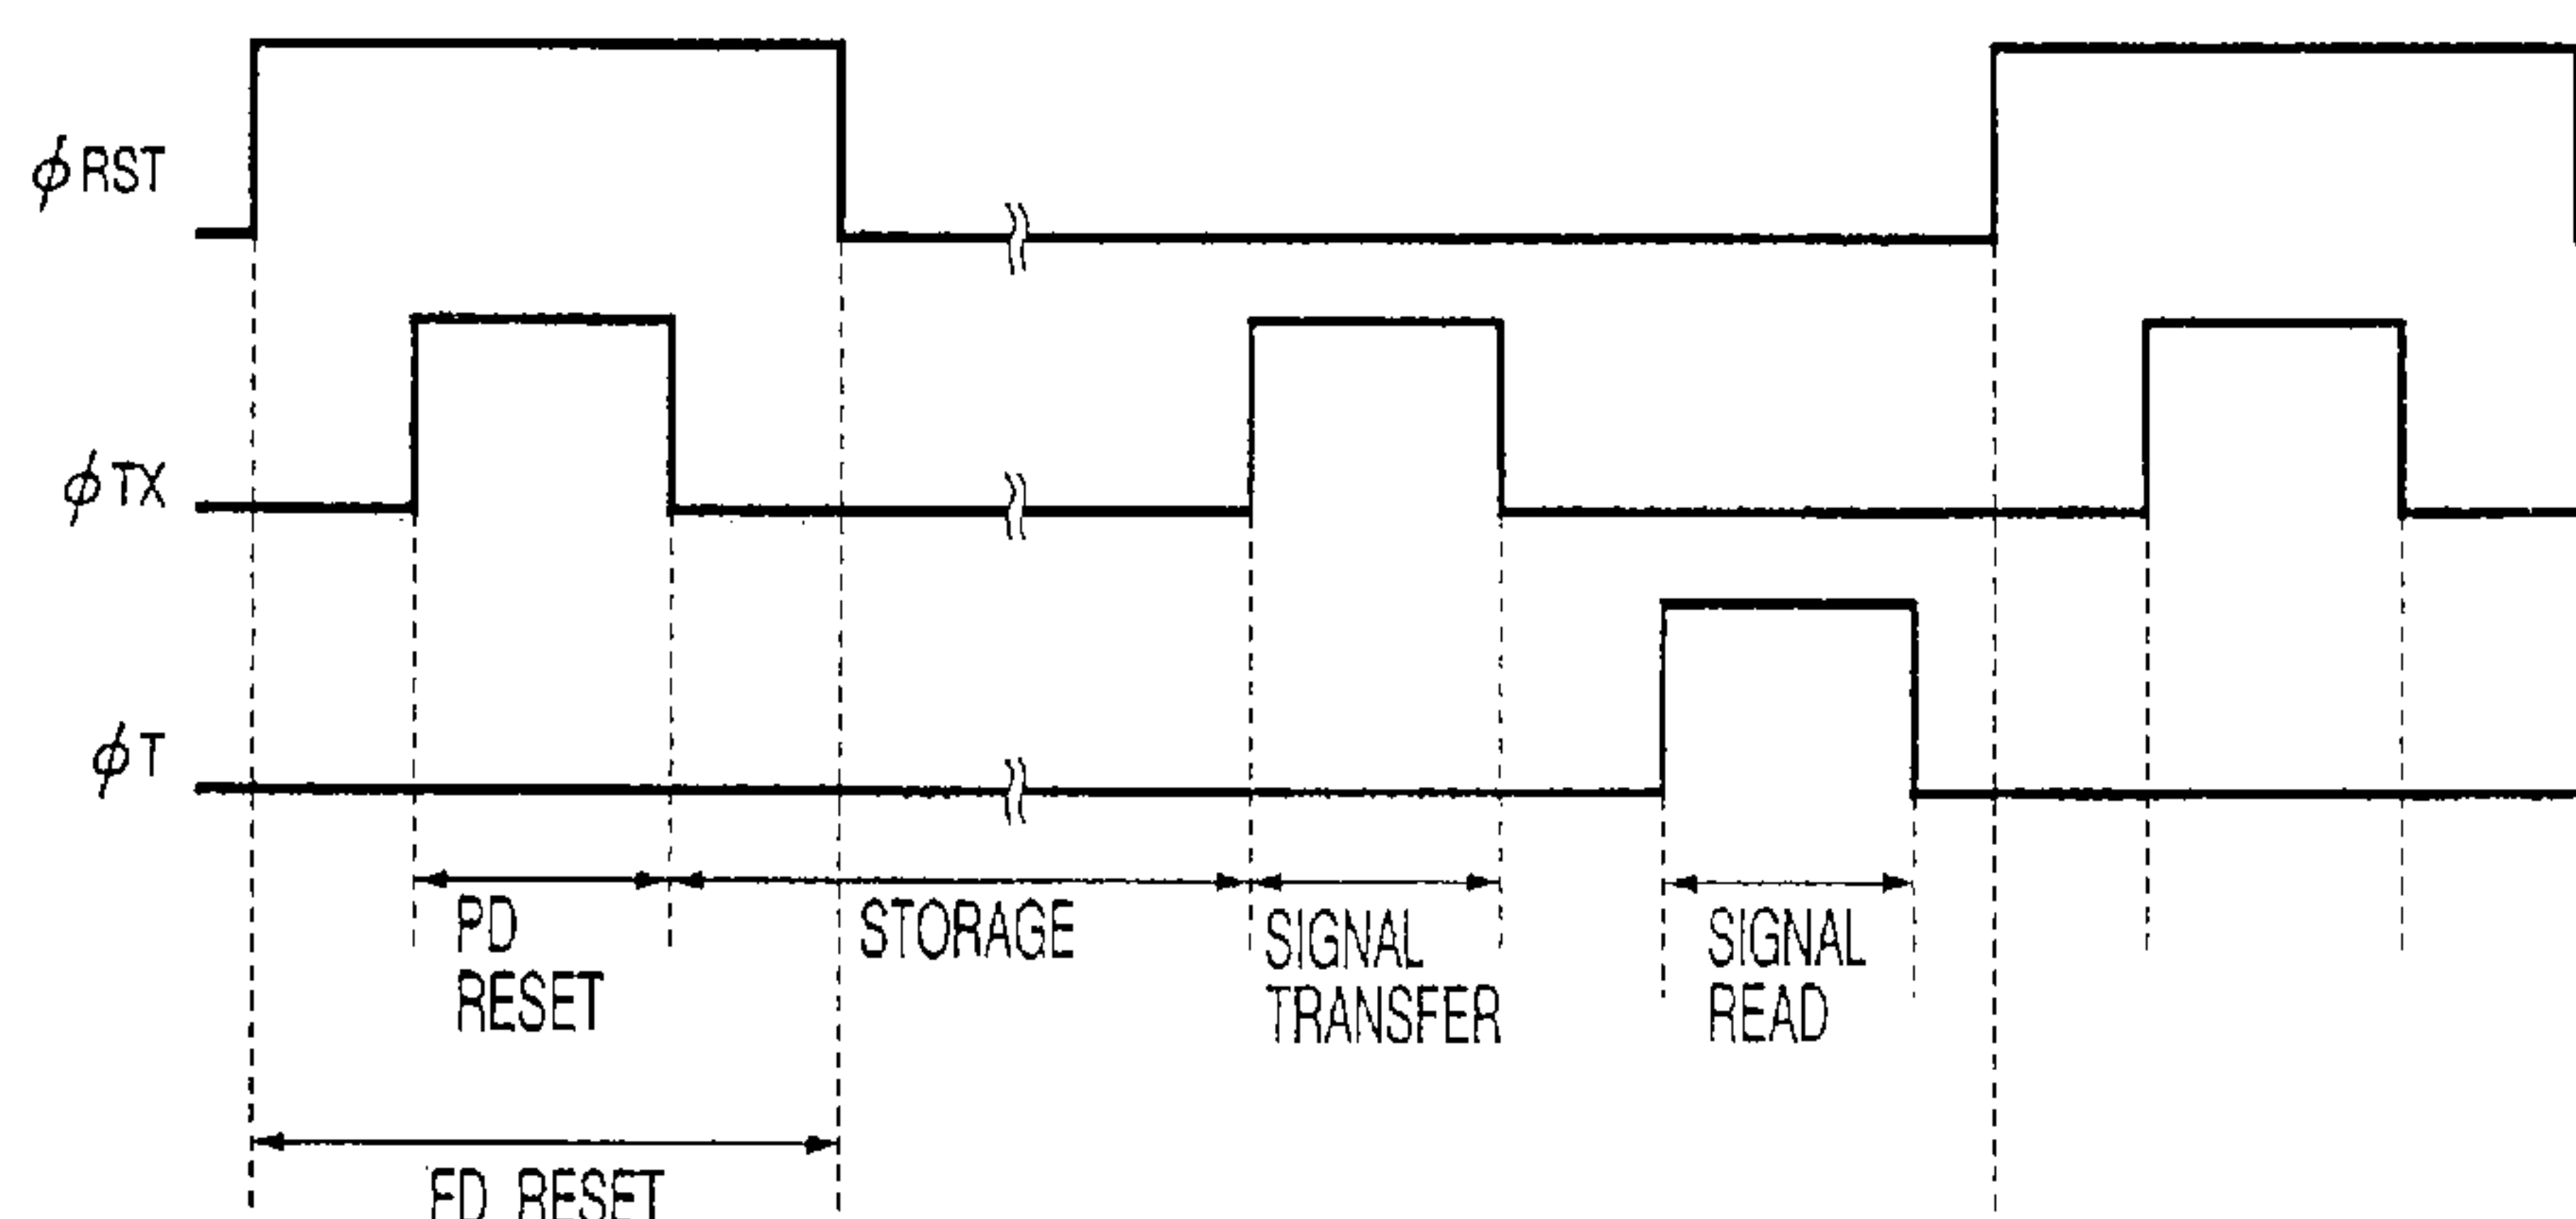 ϕRST
ϕTX
ϕT
PD
RESET
STORAGE
SIGNAL
TRANSFER
SIGNAL
READ
FD RESET